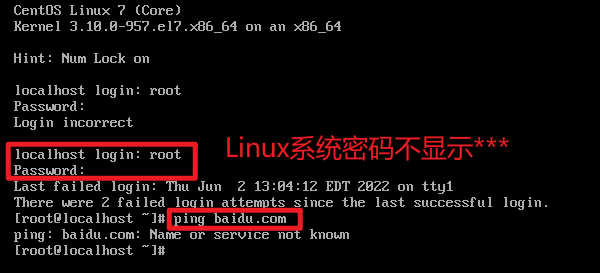 CentOS Linux 7 (Core)
Kernel 3.10.0-957.el7.x86_64 on an x86_64
Hint: Num Lock on
localhost login: root
Password:
Login incorrect
localhost login: root
Password:
Linux系统密码不显示***
Last failed login: Thu Jun  2 13:04:12 EDT 2022 on tty1
There were 2 failed login attempts since the last successful login.
[root@localhost ~]# ping baidu.com
ping: baidu.com: Name or service not known
[root@localhost ~]#